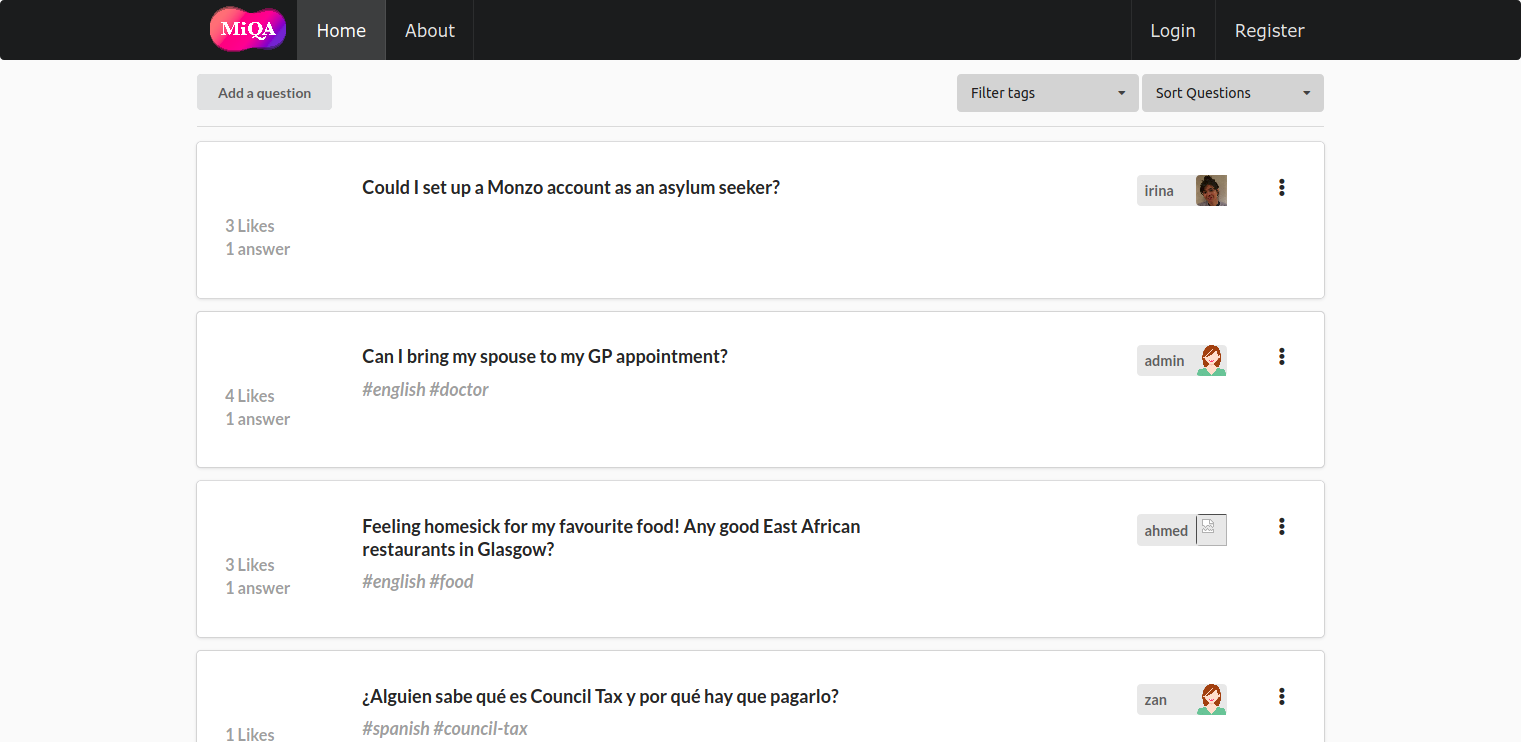 MiQA
Home
About
Login
Register
Add a question
Filter tags
Sort Questions
Could I set up a Monzo account as an asylum seeker?
irina
3 Likes
1 answer
Can I bring my spouse to my GP appointment?
admin
#english #doctor
4 Likes
1 answer
Feeling homesick for my favourite food! Any good East African
restaurants in Glasgow?
ahmed
#english #food
3 Likes
1 answer
¿Alguien sabe qué es Council Tax y por qué hay que pagarlo?
zan
#spanish #council-tax
1 Likes